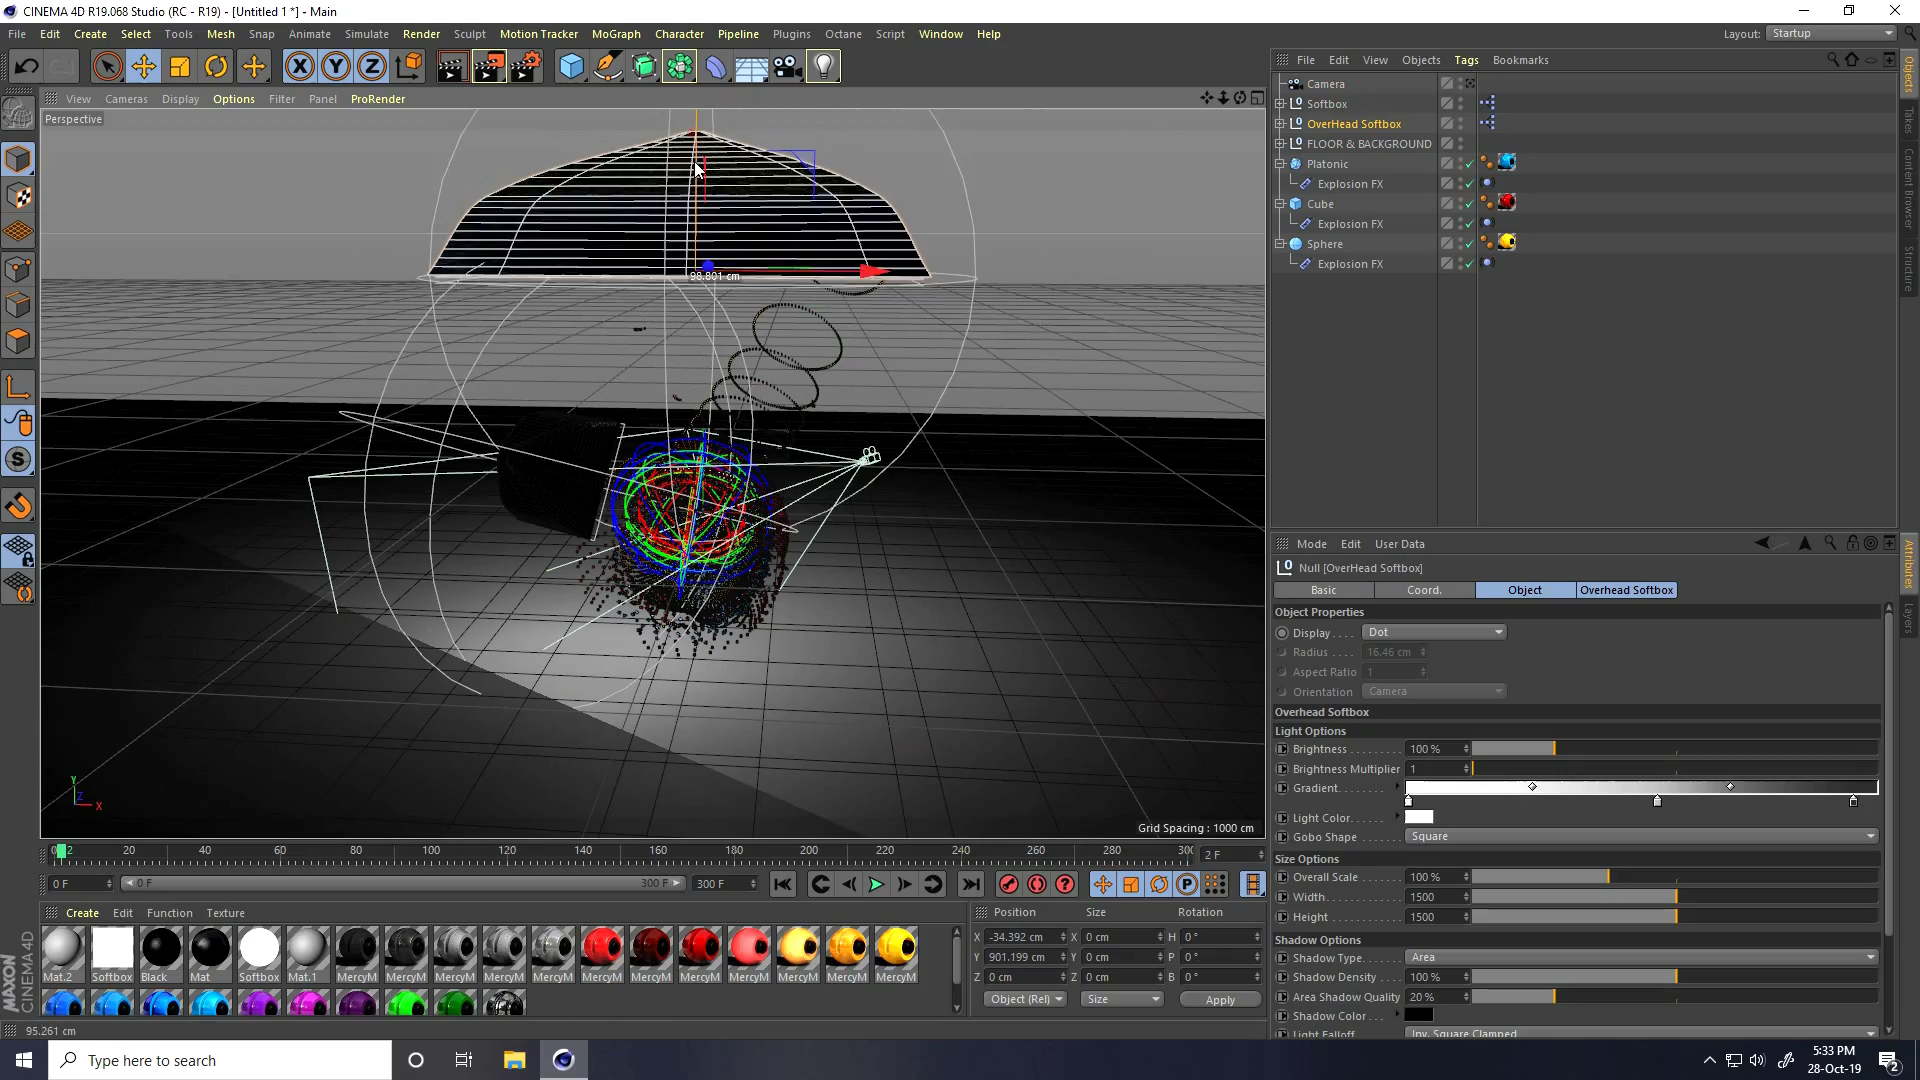 CINEMA 4D R19.068 Studio (RC - R19) - [Untitled 1 *] - Main
File Edit Create Select Tools Mesh Snap Animate Simulate Render Sculpt Motion Tracker MoGraph Character Pipeline Plugins Octane Script Window Help
Layout: Startup
View Cameras Display Options Filter Panel ProRender
File Edit View Objects Tags Bookmarks
Perspective
Camera
Softbox
OverHead Softbox
FLOOR & BACKGROUND
Platonic
Explosion FX
Cube
Explosion FX
Sphere
Explosion FX
Objects
Takes
Content Browser
Structure
98.801 cm
Y
Z
X
Grid Spacing : 1000 cm
Mode Edit User Data
Null [OverHead Softbox]
Basic Coord. Object Overhead Softbox
Object Properties
Display . . . . Dot
Radius . . . . 16.46 cm
Aspect Ratio 1
Orientation Camera
Overhead Softbox
Light Options
Brightness . . . . . . . . . 100 %
Brightness Multiplier 1
Gradient. . . . . . . .
Light Color. . . . . .
Gobo Shape . . . . . Square
Size Options
Overall Scale . . . . 100 %
Width. . . . . . . . . . . 1500
Height . . . . . . . . . . 1500
Shadow Options
Shadow Type. . . . Area
Shadow Density . . 100 %
Area Shadow Quality 20 %
Shadow Color . . .
Light Falloff. Inv. Square Clamped
Attributes
Layers
0 2 20 40 60 80 100 120 140 160 180 200 220 240 260 280 300 2 F
0 F 0 F 300 F 300 F
Create Edit Function Texture
Mat.2 Softbox Black Mat Softbox Mat.1 MercyM MercyM MercyM MercyM MercyM MercyM MercyM MercyM MercyM MercyM MercyM MercyM
Position Size Rotation
X -34.392 cm X 0 cm H 0 °
Y 901.199 cm Y 0 cm P 0 °
Z 0 cm Z 0 cm B 0 °
Object (Rel) Size Apply
MAXON
CINEMA 4D
95.261 cm
Type here to search
5:33 PM
28-Oct-19
2